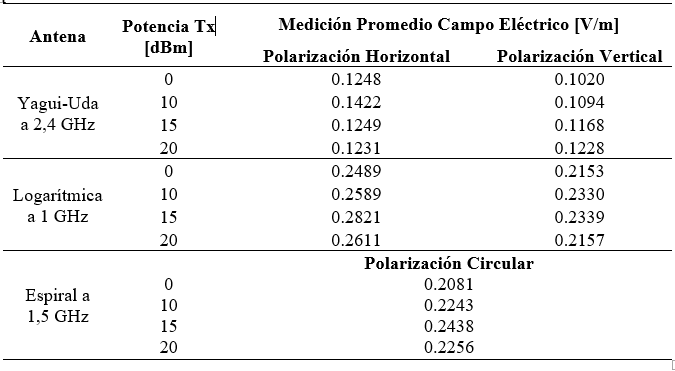 Antena Potencia Tx [dBm] Medición Promedio Campo Eléctrico [V/m]
Polarización Horizontal Polarización Vertical
Yagui-Uda a 2,4 GHz
0 0.1248 0.1020
10 0.1422 0.1094
15 0.1249 0.1168
20 0.1231 0.1228
Logarítmica a 1 GHz
0 0.2489 0.2153
10 0.2589 0.2330
15 0.2821 0.2339
20 0.2611 0.2157
Espiral a 1,5 GHz
Polarización Circular
0 0.2081
10 0.2243
15 0.2438
20 0.2256